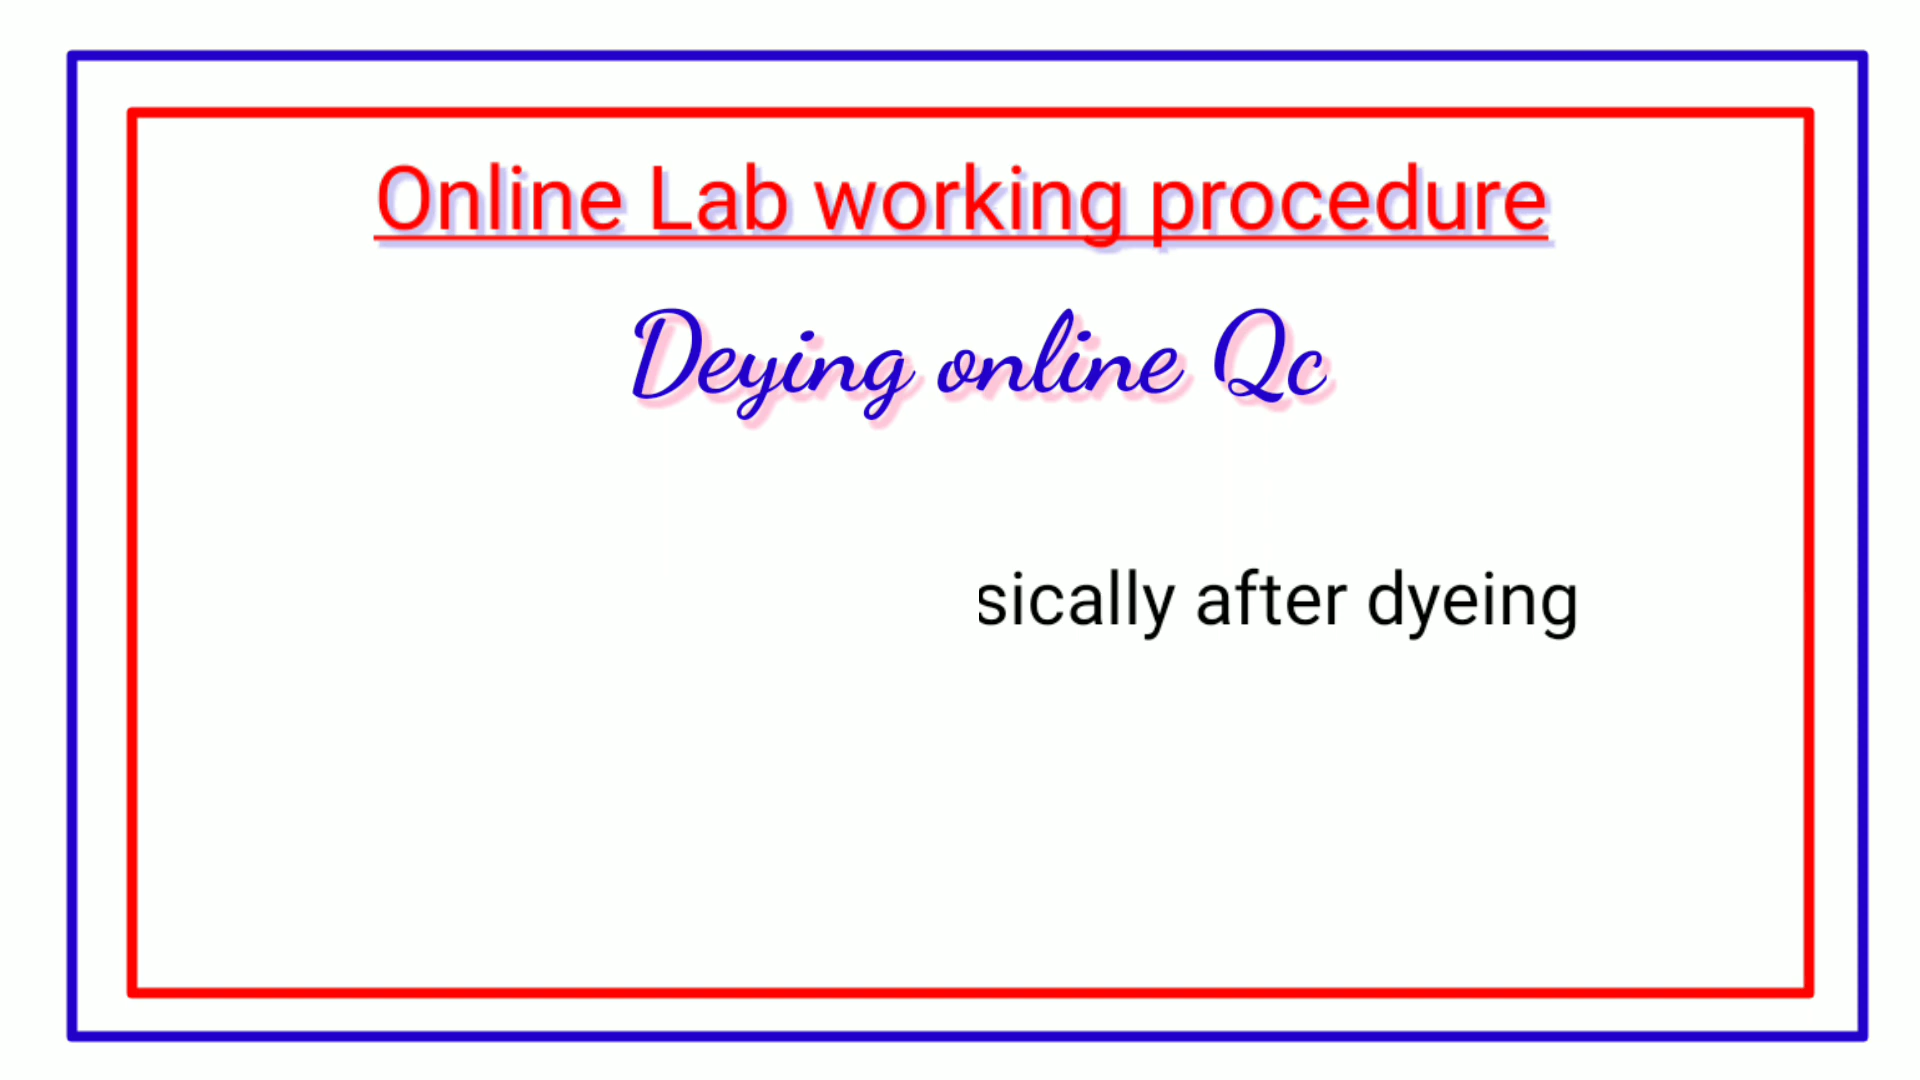 Online Lab working procedure
Deying online Qc
sically after dyeing